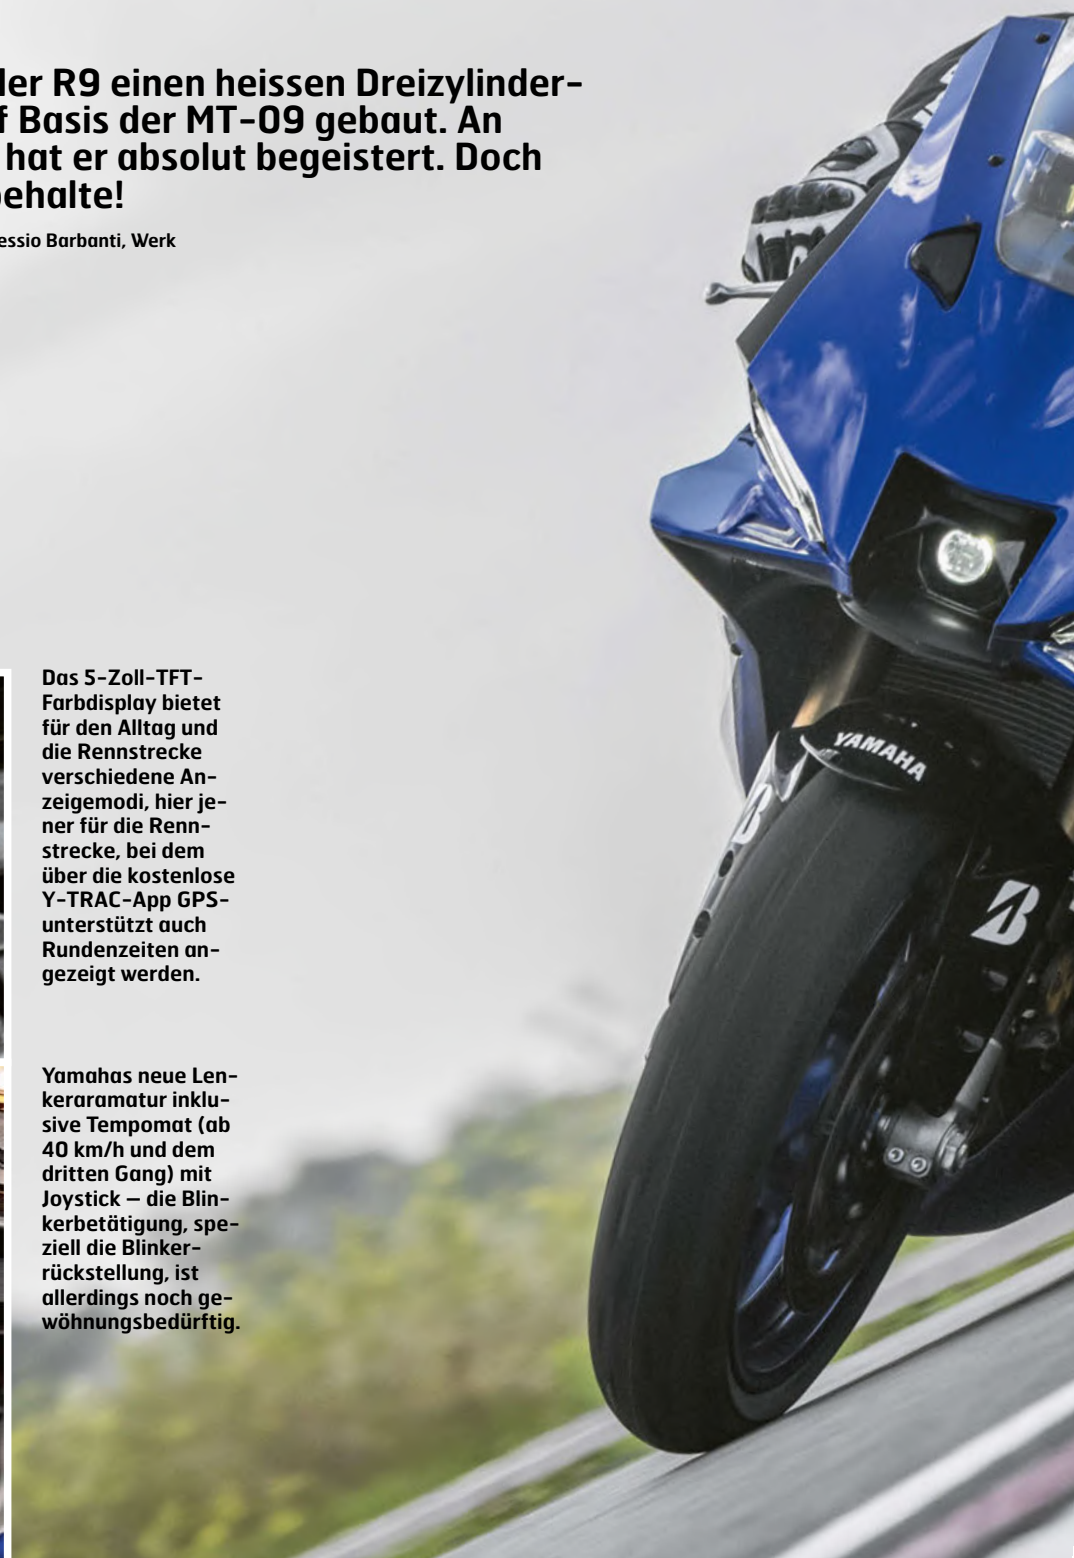 R9 einen heissen Dreizylinder-
Basis der MT-09 gebaut. An
hat er absolut begeistert. Doch
Barbanti, Werk
Das 5-Zoll-TFT-
Farbdisplay bietet
für den Alltag und
die Rennstrecke
verschiedene An-
zeigemodi, hier je-
ner für die Renn-
strecke, bei dem
über die kostenlose
Y-TRAC-App GPS-
unterstützt auch
Rundenzeiten an-
gezeigt werden.
Yamahas neue Len-
keraramatur inklu-
sive Tempomat (ab
40 km/h und dem
dritten Gang) mit
Joystick – die Blin-
kerbetätigung, spe-
ziell die Blinker-
rückstellung, ist
allerdings noch ge-
wöhnungsbedürftig.
YAMAHA
B
B